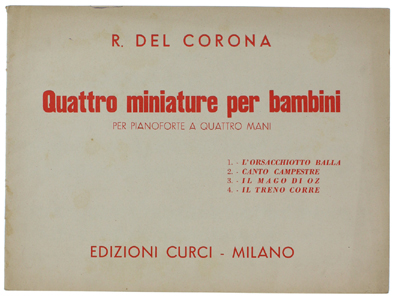 R. DEL CORONA
Quattro miniature per bambini
PER PIANOFORTE A QUATTRO MANI
1. - L'ORSACCHIOTTO BALLA
2. - CANTO CAMPESTRE
3. - IL MAGO DI OZ
4. - IL TRENO CORRE
EDIZIONI CURCI - MILANO